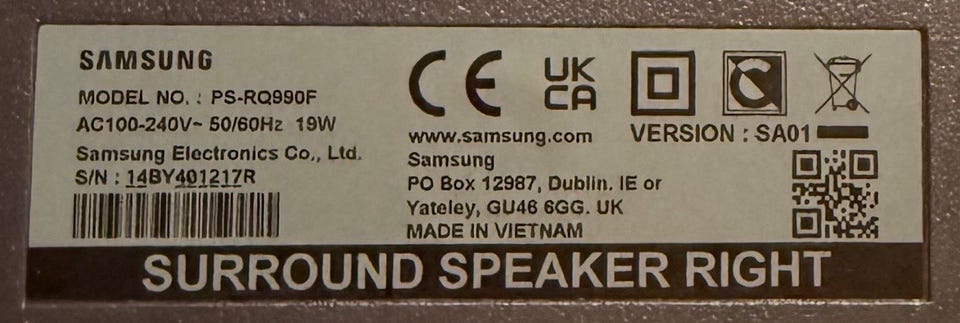 SAMSUNG
MODEL NO. : PS-RQ990F
AC100-240V~ 50/60Hz 19W
Samsung Electronics Co., Ltd.
S/N : 14BY401217R
CE
UK
CA
www.samsung.com
Samsung
PO Box 12987, Dublin. IE or
Yateley, GU46 6GG. UK
MADE IN VIETNAM
VERSION : SA01
SURROUND SPEAKER RIGHT